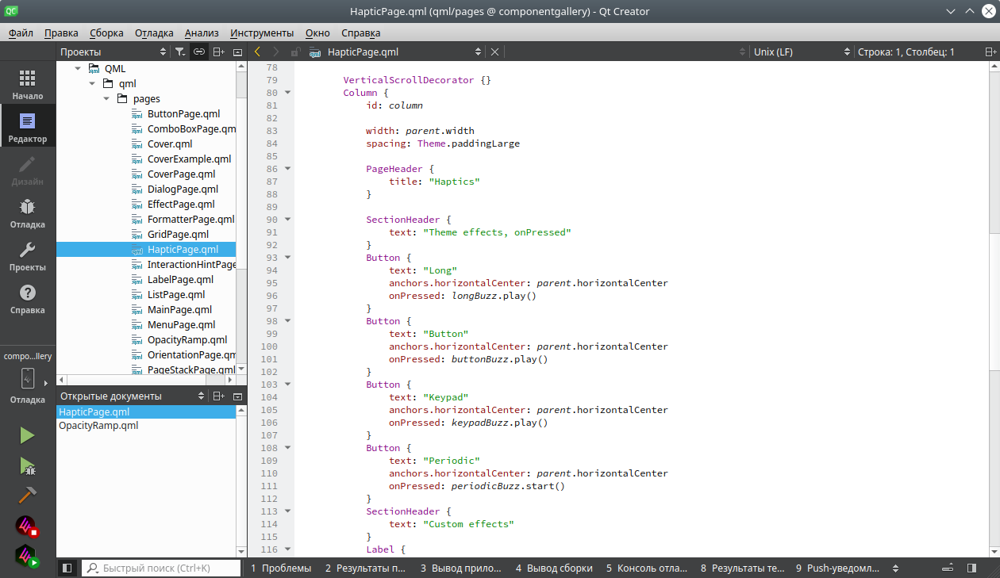 HapticPage.qml (qml/pages @ componentgallery) - Qt Creator
Файл Правка Сборка Отладка Анализ Инструменты Окно Справка
Проекты
HapticPage.qml
Unix (LF)
Строка: 1, Столбец: 1
Начало
Редактор
Дизайн
Отладка
Проекты
Справка
compo...llery
Отладка
QML
qml
pages
ButtonPage.qml
ComboBoxPage.qm
Cover.qml
CoverExample.qml
CoverPage.qml
DialogPage.qml
EffectPage.qml
FormatterPage.qml
GridPage.qml
HapticPage.qml
InteractionHintPage
LabelPage.qml
ListPage.qml
MainPage.qml
MenuPage.qml
OpacityRamp.qml
OrientationPage.qm
PageStackPage.qml
Открытые документы
HapticPage.qml
OpacityRamp.qml
78
79 VerticalScrollDecorator {}
80 Column {
81 id: column
82
83 width: parent.width
84 spacing: Theme.paddingLarge
85
86 PageHeader {
87 title: "Haptics"
88 }
89
90 SectionHeader {
91 text: "Theme effects, onPressed"
92 }
93 Button {
94 text: "Long"
95 anchors.horizontalCenter: parent.horizontalCenter
96 onPressed: longBuzz.play()
97 }
98 Button {
99 text: "Button"
100 anchors.horizontalCenter: parent.horizontalCenter
101 onPressed: buttonBuzz.play()
102 }
103 Button {
104 text: "Keypad"
105 anchors.horizontalCenter: parent.horizontalCenter
106 onPressed: keypadBuzz.play()
107 }
108 Button {
109 text: "Periodic"
110 anchors.horizontalCenter: parent.horizontalCenter
111 onPressed: periodicBuzz.start()
112 }
113 SectionHeader {
114 text: "Custom effects"
115 }
116 Label {
Быстрый поиск (Ctrl+K)
1 Проблемы 2 Результаты п... 3 Вывод прило... 4 Вывод сборки 5 Консоль отла... 8 Результаты те... 9 Push-уведомл...